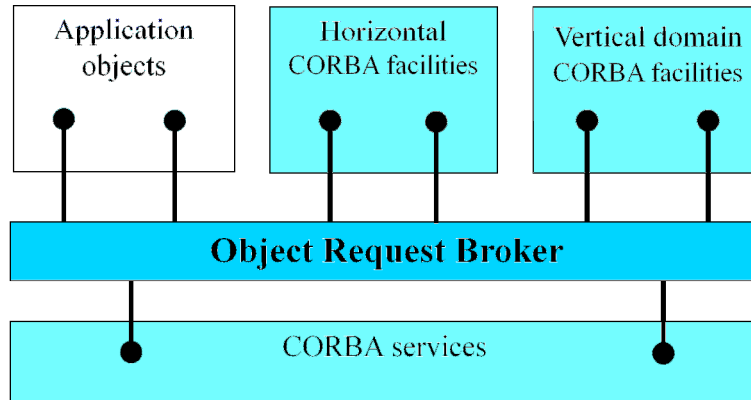 Application
objects
Horizontal
CORBA facilities
Vertical domain
CORBA facilities
Object Request Broker
CORBA services